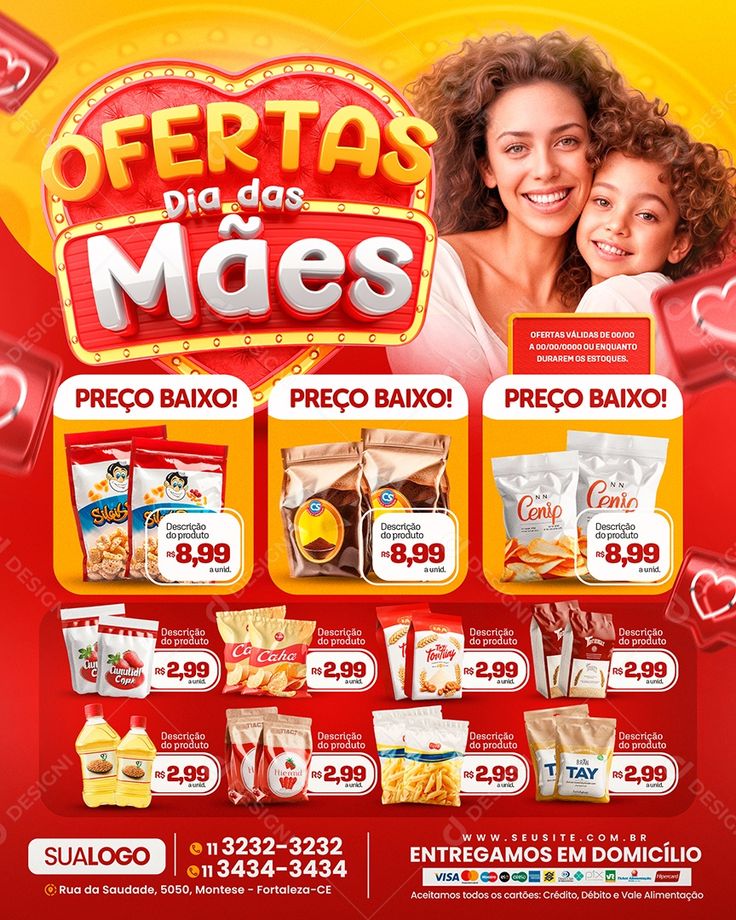 OFERTAS
Dia das
Mães
OFERTAS VÁLIDAS DE 00/00
A 00/00/0000 OU ENQUANTO
DURAREM OS ESTOQUES.
PREÇO BAIXO!
PREÇO BAIXO!
PREÇO BAIXO!
Descrição
do produto
R$8,99
a unid.
Descrição
do produto
R$8,99
a unid.
Cenip
Descrição
do produto
R$8,99
a unid.
Descrição
do produto
R$2,99
a unid.
Caha
Descrição
do produto
R$2,99
a unid.
Descrição
do produto
R$2,99
a unid.
Descrição
do produto
R$2,99
a unid.
Descrição
do produto
R$2,99
a unid.
Descrição
do produto
R$2,99
a unid.
Descrição
do produto
R$2,99
a unid.
TAY
Descrição
do produto
R$2,99
a unid.
SUALOGO
11 3232-3232
11 3434-3434
Rua da Saudade, 5050, Montese - Fortaleza-CE
WWW.SEUSITE.COM.BR
ENTREGAMOS EM DOMICÍLIO
VISA
Aceitamos todos os cartões: Crédito, Débito e Vale Alimentação